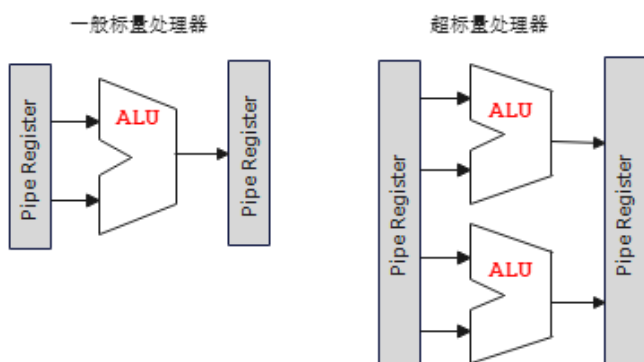 一般标量处理器
超标量处理器
Pipe Register
ALU
Pipe Register
Pipe Register
ALU
ALU
Pipe Register